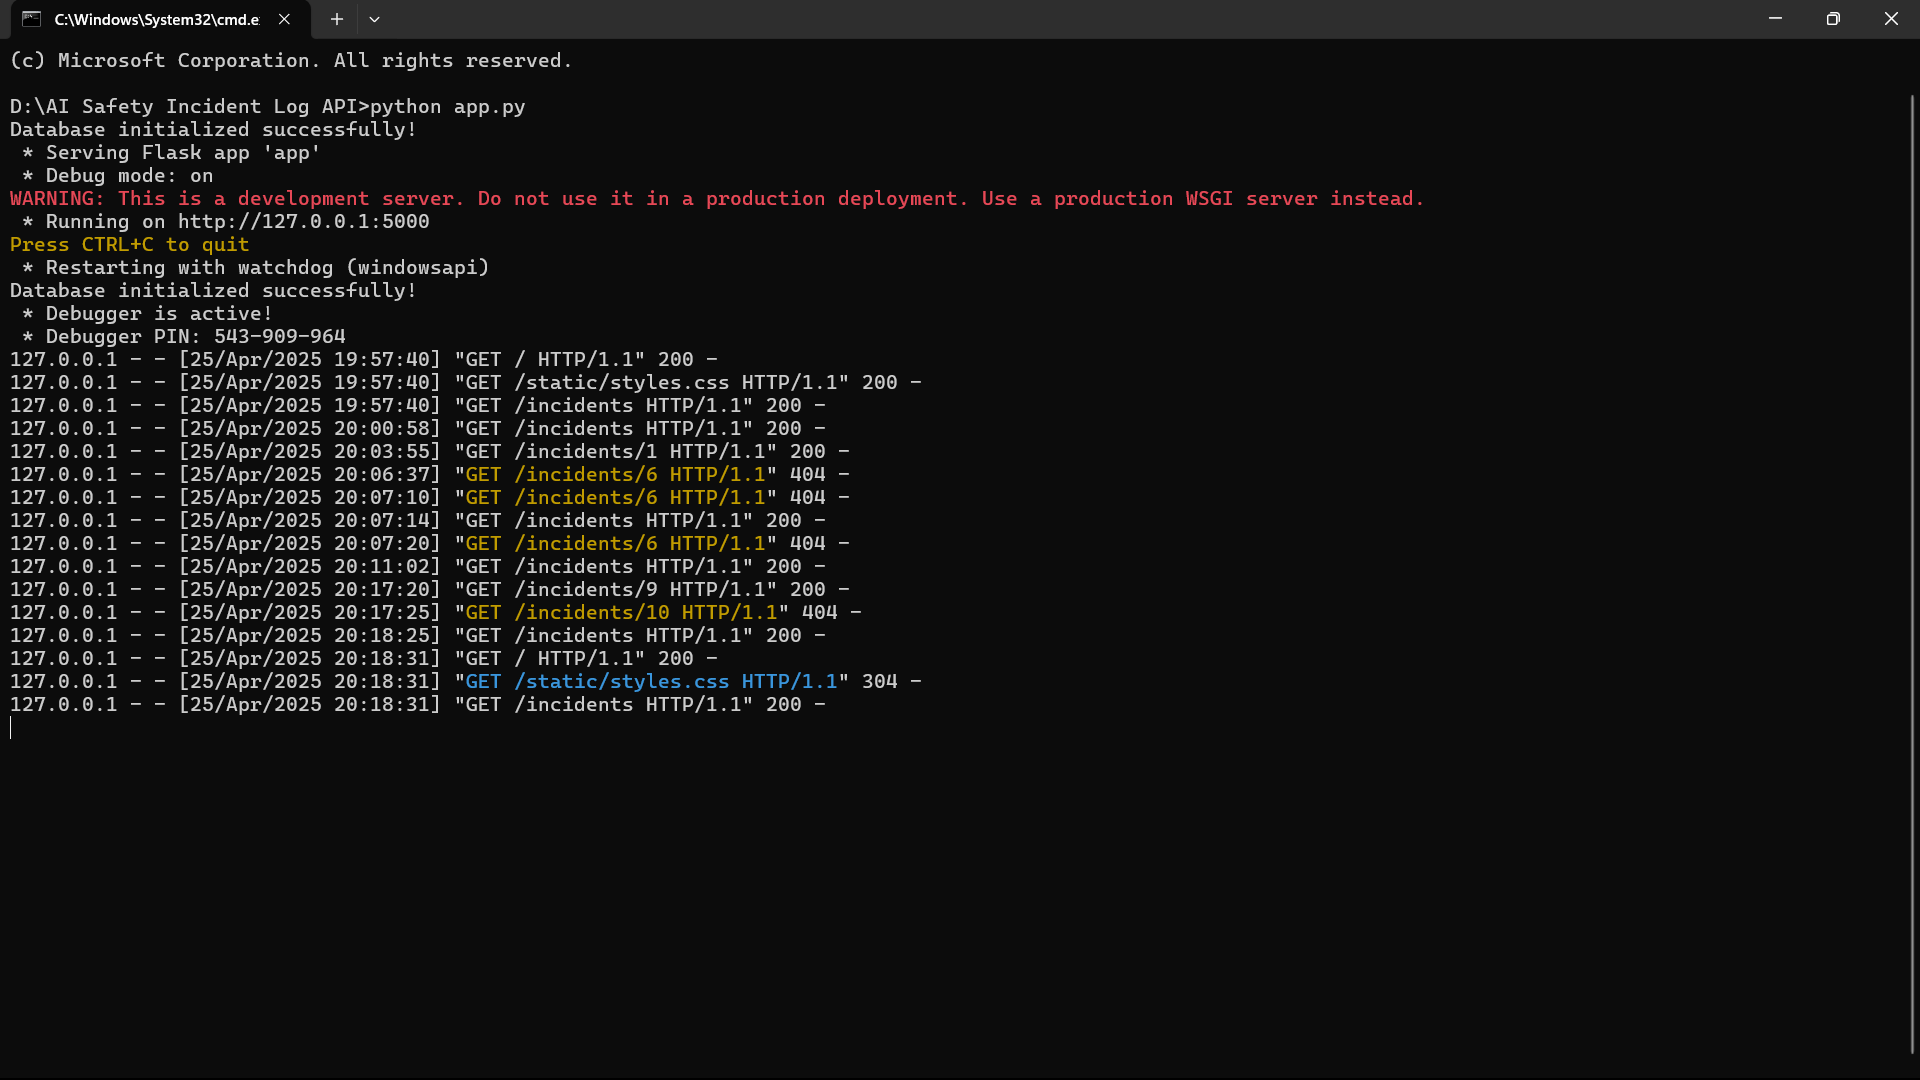 C:\Windows\System32\cmd.e
(c) Microsoft Corporation. All rights reserved.
D:\AI Safety Incident Log API>python app.py
Database initialized successfully!
 * Serving Flask app 'app'
 * Debug mode: on
WARNING: This is a development server. Do not use it in a production deployment. Use a production WSGI server instead.
 * Running on http://127.0.0.1:5000
Press CTRL+C to quit
 * Restarting with watchdog (windowsapi)
Database initialized successfully!
 * Debugger is active!
 * Debugger PIN: 543-909-964
127.0.0.1 - - [25/Apr/2025 19:57:40] "GET / HTTP/1.1" 200 -
127.0.0.1 - - [25/Apr/2025 19:57:40] "GET /static/styles.css HTTP/1.1" 200 -
127.0.0.1 - - [25/Apr/2025 19:57:40] "GET /incidents HTTP/1.1" 200 -
127.0.0.1 - - [25/Apr/2025 20:00:58] "GET /incidents HTTP/1.1" 200 -
127.0.0.1 - - [25/Apr/2025 20:03:55] "GET /incidents/1 HTTP/1.1" 200 -
127.0.0.1 - - [25/Apr/2025 20:06:37] "GET /incidents/6 HTTP/1.1" 404 -
127.0.0.1 - - [25/Apr/2025 20:07:10] "GET /incidents/6 HTTP/1.1" 404 -
127.0.0.1 - - [25/Apr/2025 20:07:14] "GET /incidents HTTP/1.1" 200 -
127.0.0.1 - - [25/Apr/2025 20:07:20] "GET /incidents/6 HTTP/1.1" 404 -
127.0.0.1 - - [25/Apr/2025 20:11:02] "GET /incidents HTTP/1.1" 200 -
127.0.0.1 - - [25/Apr/2025 20:17:20] "GET /incidents/9 HTTP/1.1" 200 -
127.0.0.1 - - [25/Apr/2025 20:17:25] "GET /incidents/10 HTTP/1.1" 404 -
127.0.0.1 - - [25/Apr/2025 20:18:25] "GET /incidents HTTP/1.1" 200 -
127.0.0.1 - - [25/Apr/2025 20:18:31] "GET / HTTP/1.1" 200 -
127.0.0.1 - - [25/Apr/2025 20:18:31] "GET /static/styles.css HTTP/1.1" 304 -
127.0.0.1 - - [25/Apr/2025 20:18:31] "GET /incidents HTTP/1.1" 200 -